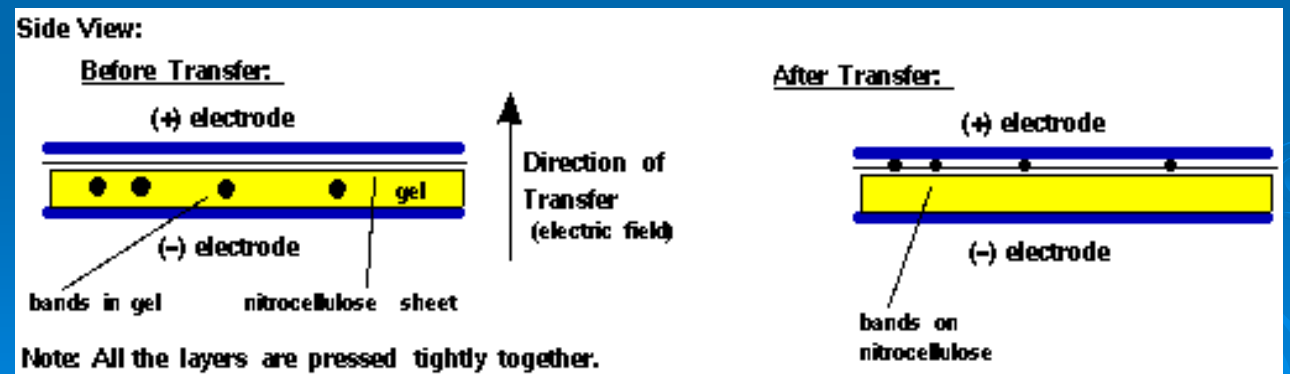 Side View:
Before Transfer:
(+) electrode
gel
(-) electrode
bands in gel
nitrocellulose sheet
Direction of
Transfer
(electric field)
After Transfer:
(+) electrode
(-) electrode
bands on
nitrocellulose
Note: All the layers are pressed tightly together.